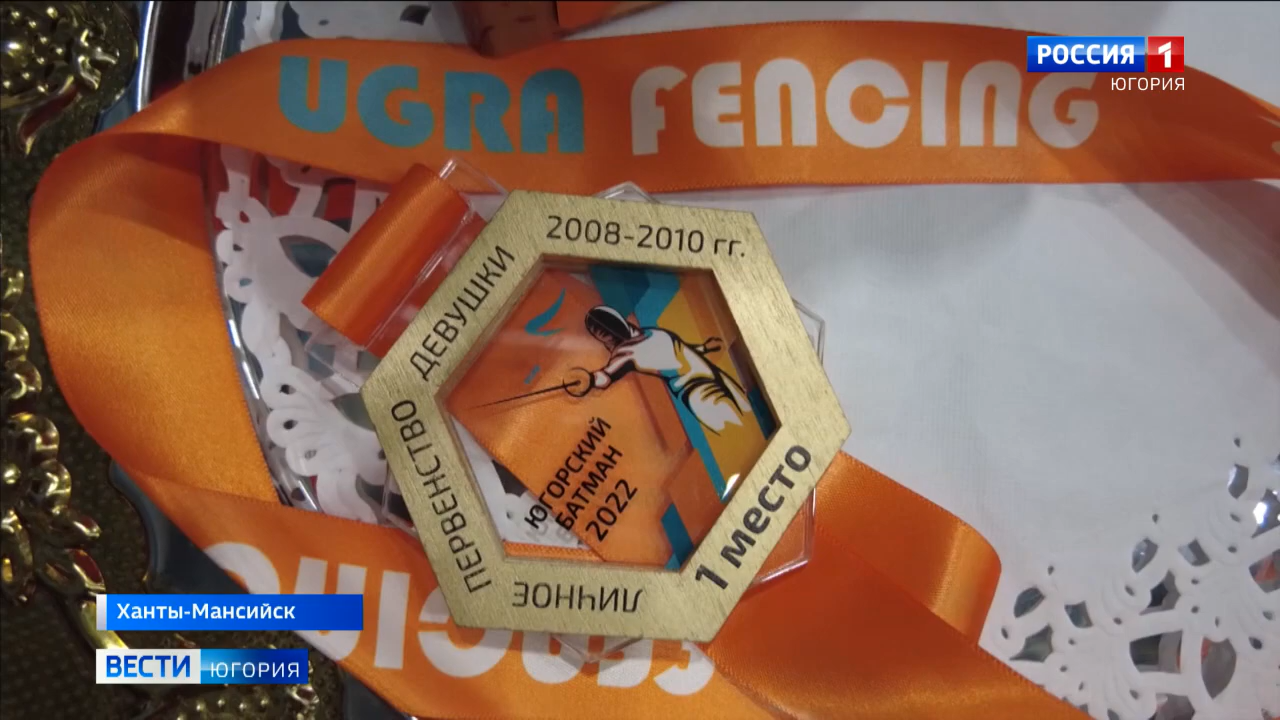 UGRA FENCING
РОССИЯ 1
ЮГОРИЯ
2008-2010 гг.
ЛИЧНОЕ ПЕРВЕНСТВО ДЕВУШКИ
ЮГОРСКИЙ
БАТМАН
2022
1 место
FENCING
Ханты-Мансийск
ВЕСТИ ЮГОРИЯ